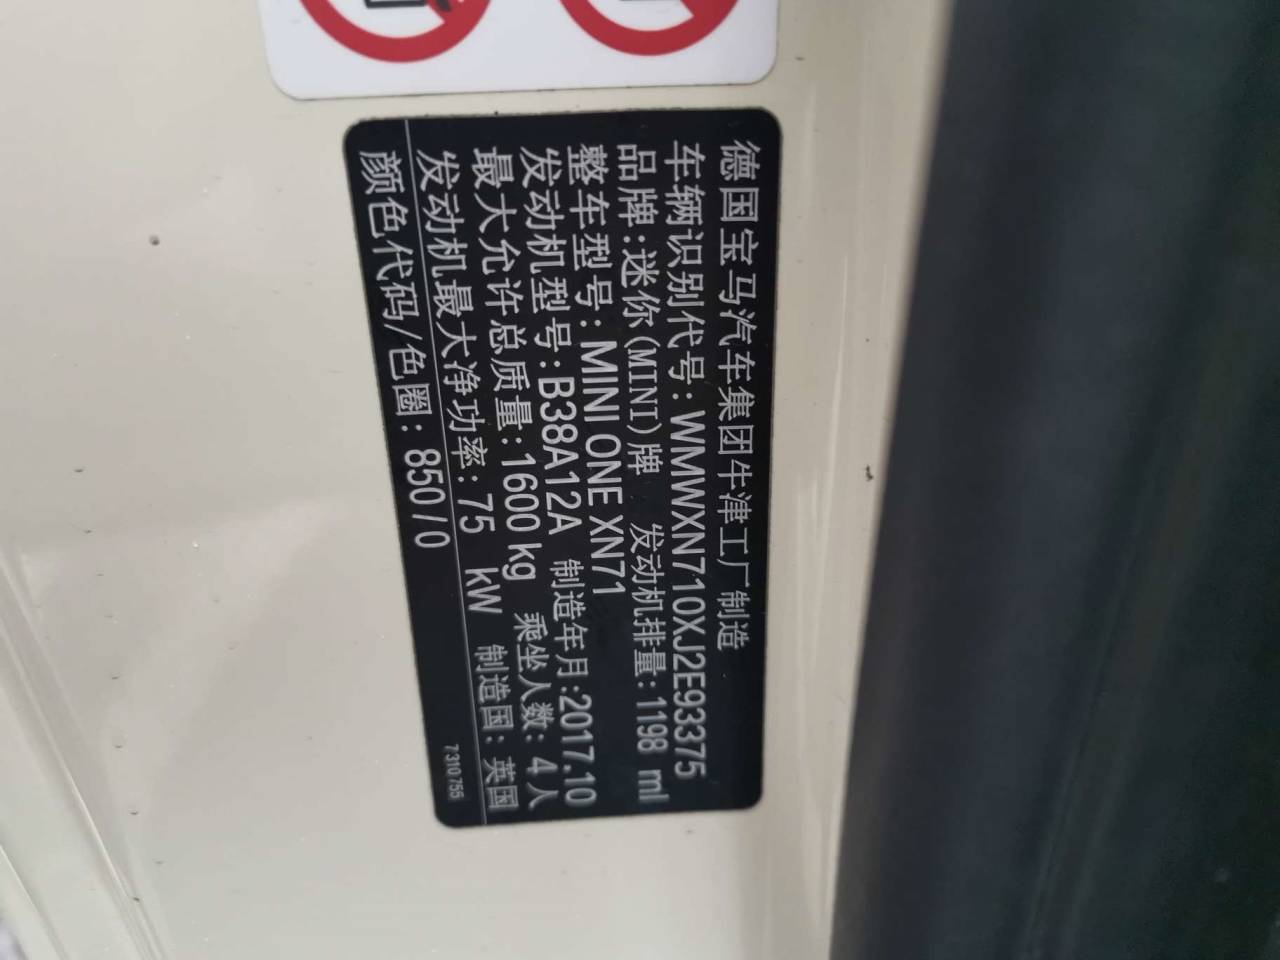 德国宝马汽车集团牛津工厂制造
车辆识别代号：WMWXN710XJ2E93375
品牌：迷你(MINI)牌 发动机排量：1198 ml
整车型号：MINI ONE XN71
发动机型号：B38A12A 制造年月：2017.10
最大允许总质量：1600 kg 乘坐人数：4人
发动机最大净功率：75 kW 制造国：英国
颜色代码/色圈：850 / 0
7 310 755